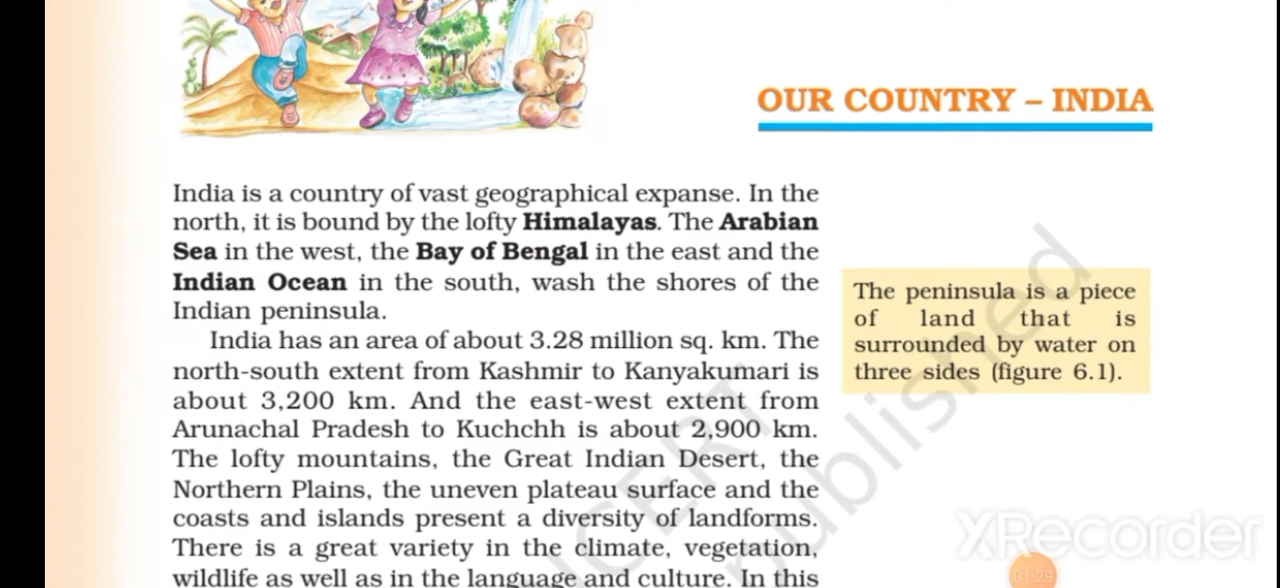 OUR COUNTRY – INDIA
India is a country of vast geographical expanse. In the
north, it is bound by the lofty Himalayas. The Arabian
Sea in the west, the Bay of Bengal in the east and the
Indian Ocean in the south, wash the shores of the
Indian peninsula.
India has an area of about 3.28 million sq. km. The
north-south extent from Kashmir to Kanyakumari is
about 3,200 km. And the east-west extent from
Arunachal Pradesh to Kuchchh is about 2,900 km.
The lofty mountains, the Great Indian Desert, the
Northern Plains, the uneven plateau surface and the
coasts and islands present a diversity of landforms.
There is a great variety in the climate, vegetation,
wildlife as well as in the language and culture. In this
The peninsula is a piece
of land that is
surrounded by water on
three sides (figure 6.1).
NCERT
published
XRecorder
01:23